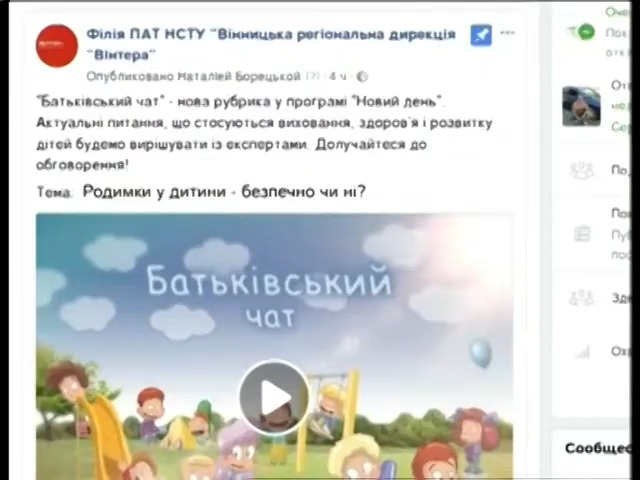 Філія ПАТ НСТУ "Вінницька регіональна дирекція
"Вінтера"
Опубліковано Наталією Борецькой (?) · 4 ч ·
"Батьківський чат" - нова рубрика у програмі "Новий день".
Актуальні питання, що стосуються виховання, здоров'я і розвитку
дітей будемо вирішувати із експертами. Долучайтеся до
обговорення!
Тема: Родимки у дитини - безпечно чи ні?
Батьківський
чат
Сообщес